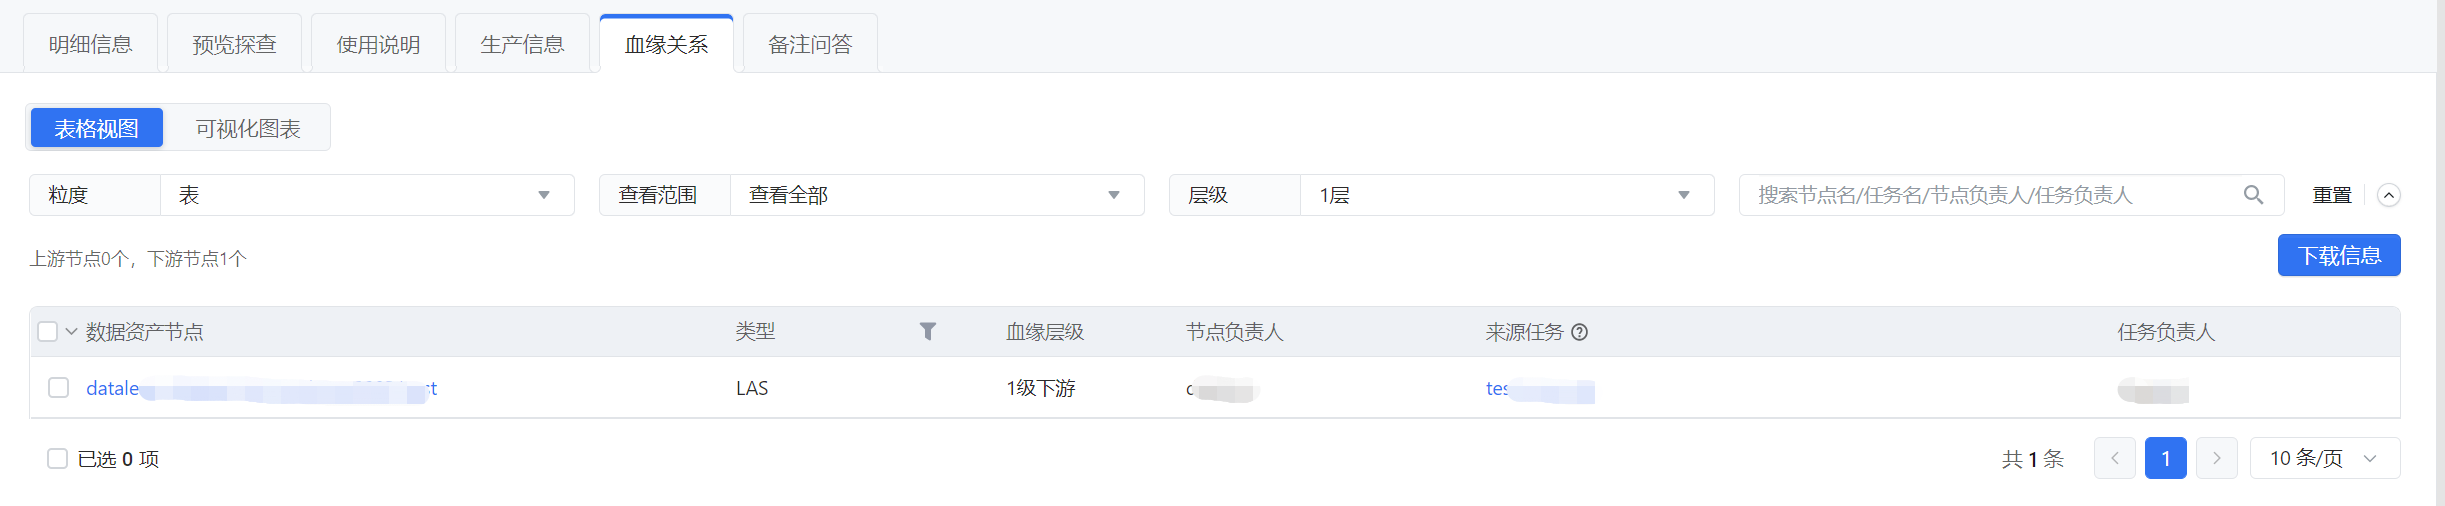 明细信息 预览探查 使用说明 生产信息 血缘关系 备注问答
表格视图 可视化图表
粒度 表 查看范围 查看全部 层级 1层 搜索节点名/任务名/节点负责人/任务负责人 重置
上游节点0个，下游节点1个 下载信息
数据资产节点 类型 血缘层级 节点负责人 来源任务 任务负责人
LAS 1级下游
已选 0 项 共 1 条 1 10 条/页